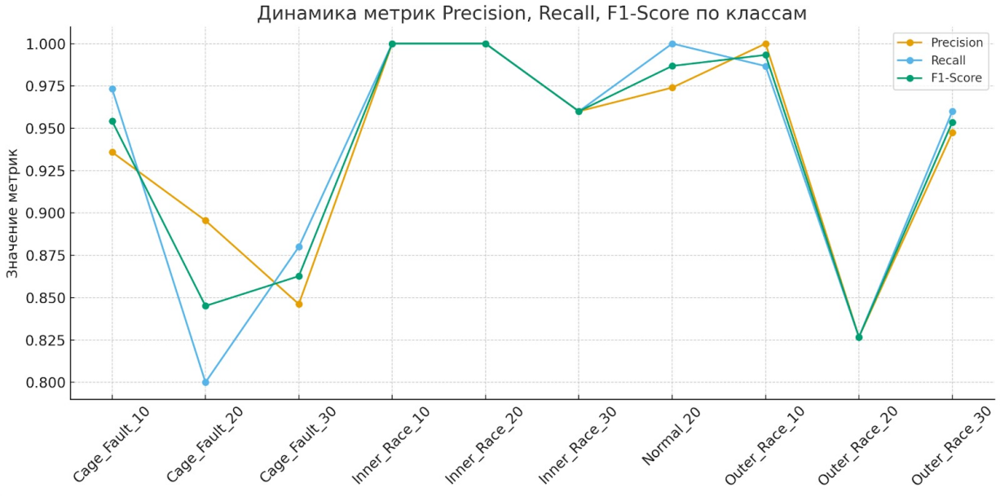 Динамика метрик Precision, Recall, F1-Score по классам
Precision
Recall
F1-Score
Значение метрик
1.000
0.975
0.950
0.925
0.900
0.875
0.850
0.825
0.800
Cage_Fault_10
Cage_Fault_20
Cage_Fault_30
Inner_Race_10
Inner_Race_20
Inner_Race_30
Normal_20
Outer_Race_10
Outer_Race_20
Outer_Race_30